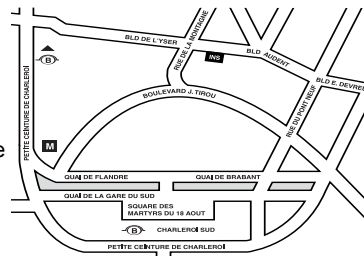 BLD DE L'YSER
RUE DE LA MONTAGNE
INS
BLD AUDENT
BLD E. DEVREU
B
PETITE CEINTURE DE CHARLEROI
BOULEVARD J. TIROU
RUE DU PONT NEUF
M
e
QUAI DE FLANDRE
QUAI DE BRABANT
QUAI DE LA GARE DU SUD
SQUARE DES
MARTYRS DU 18 AOUT
B
CHARLEROI SUD
PETITE CEINTURE DE CHARLEROI